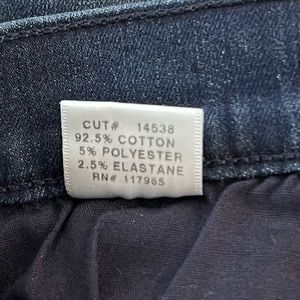 CUT# 14538
92.5% COTTON
5% POLYESTER
2.5% ELASTANE
RN# 117965